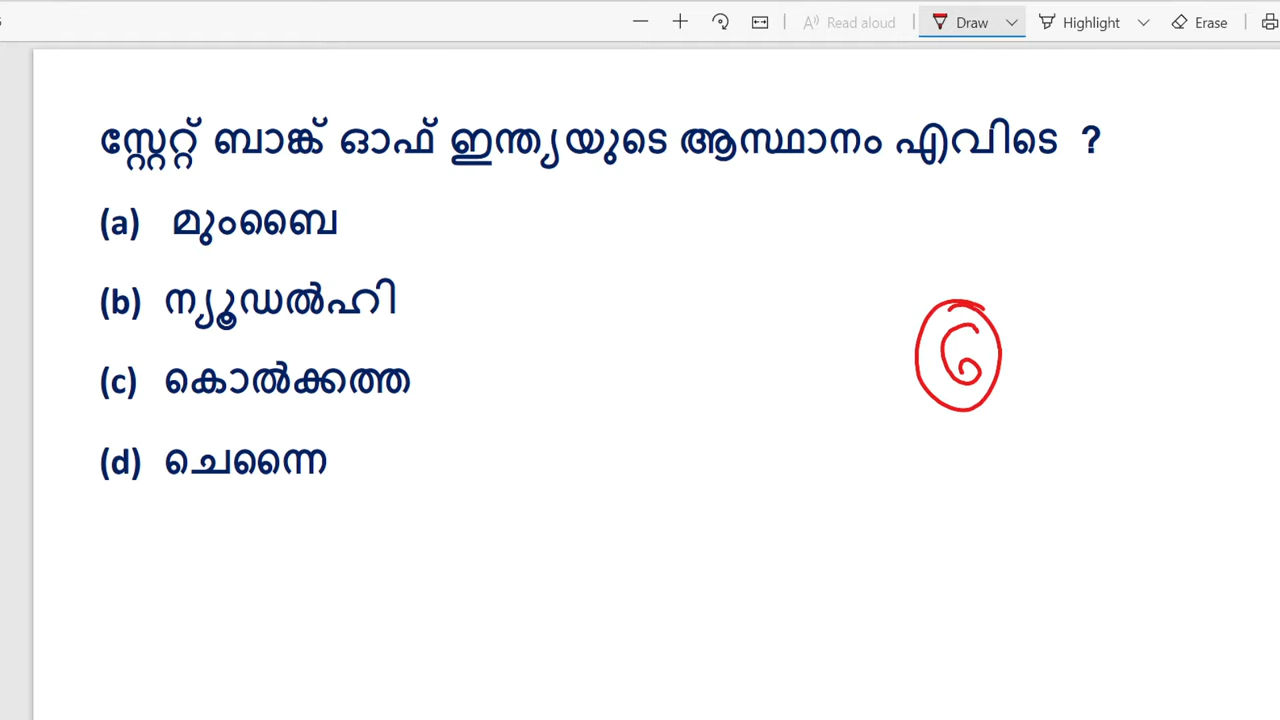 Read aloud Draw Highlight Erase
സ്റ്റേറ്റ് ബാങ്ക് ഓഫ് ഇന്ത്യയുടെ ആസ്ഥാനം എവിടെ ?
(a) മുംബൈ
(b) ന്യൂഡൽഹി
(c) കൊൽക്കത്ത
(d) ചെന്നൈ